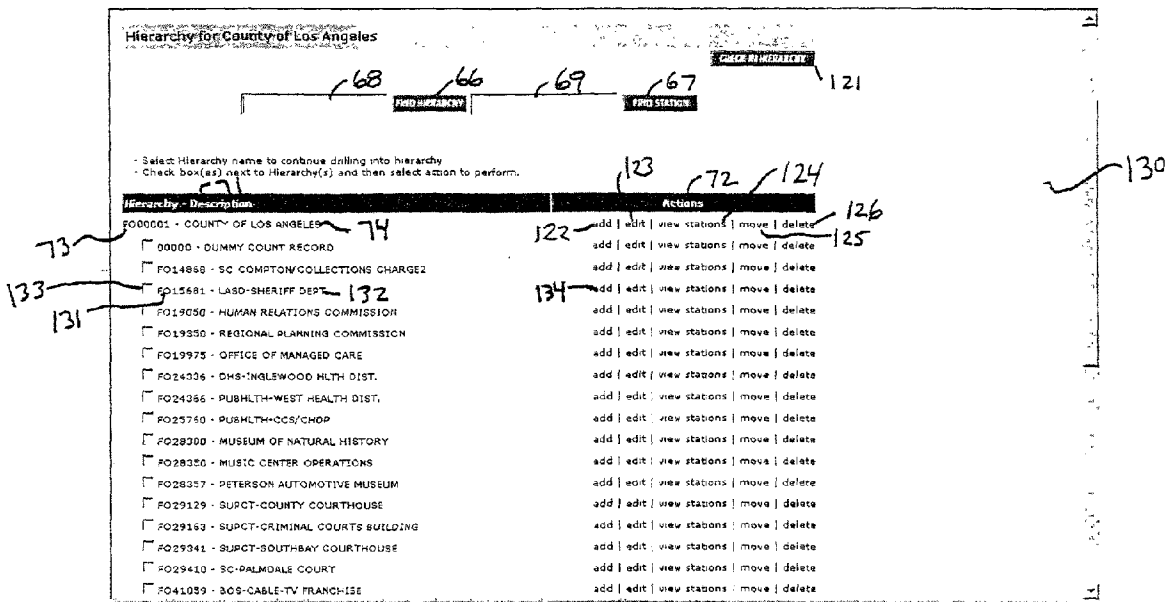 Hierarchy for County of Los Angeles
CHECK IN HIERARCHY
121
68
FIND HIERARCHY
66
69
FIND STATION
67
130
- Select Hierarchy name to continue drilling into hierarchy
- Check box(es) next to Hierarchy(s) and then select action to perform.
71
123
72
124
Hierarchy - Description
Actions
73
FO00001 - COUNTY OF LOS ANGELES
74
122
add | edit | view stations | move | delete
126
125
00000 - DUMMY COUNT RECORD
add | edit | view stations | move | delete
FO14868 - SC COMPTON/COLLECTIONS CHARGE2
add | edit | view stations | move | delete
133
131
FO15681 - LASD-SHERIFF DEPT
132
134
add | edit | view stations | move | delete
FO19050 - HUMAN RELATIONS COMMISSION
add | edit | view stations | move | delete
FO19350 - REGIONAL PLANNING COMMISSION
add | edit | view stations | move | delete
FO19975 - OFFICE OF MANAGED CARE
add | edit | view stations | move | delete
FO24336 - DHS-INGLEWOOD HLTH DIST.
add | edit | view stations | move | delete
FO24366 - PUBHLTH-WEST HEALTH DIST.
add | edit | view stations | move | delete
FO25760 - PUBHLTH-CCS/CHDP
add | edit | view stations | move | delete
FO28300 - MUSEUM OF NATURAL HISTORY
add | edit | view stations | move | delete
FO28350 - MUSIC CENTER OPERATIONS
add | edit | view stations | move | delete
FO28357 - PETERSON AUTOMOTIVE MUSEUM
add | edit | view stations | move | delete
FO29129 - SUPCT-COUNTY COURTHOUSE
add | edit | view stations | move | delete
FO29163 - SUPCT-CRIMINAL COURTS BUILDING
add | edit | view stations | move | delete
FO29341 - SUPCT-SOUTHBAY COURTHOUSE
add | edit | view stations | move | delete
FO29410 - SC-PALMDALE COURT
add | edit | view stations | move | delete
FO41039 - BOS-CABLE-TV FRANCHISE
add | edit | view stations | move | delete